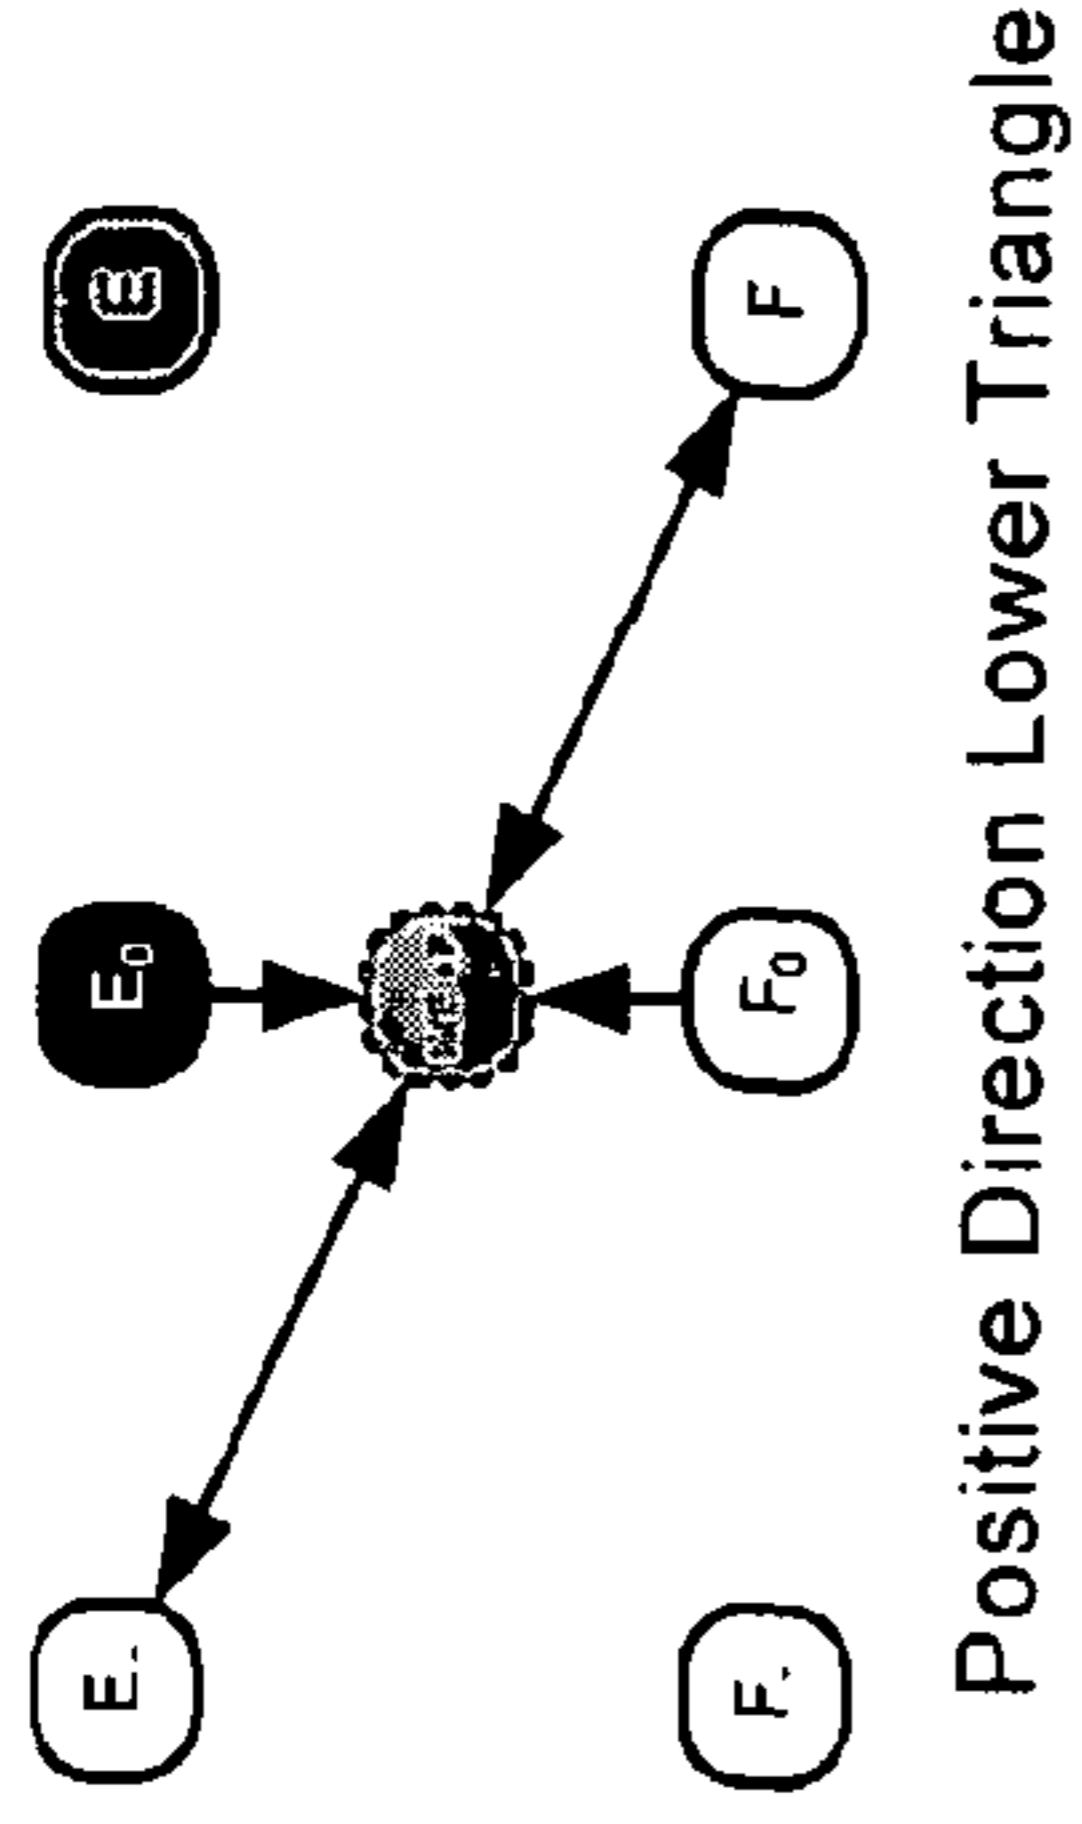 E₋ E₀ E
F₋ F₀ F
Positive Direction Lower Triangle